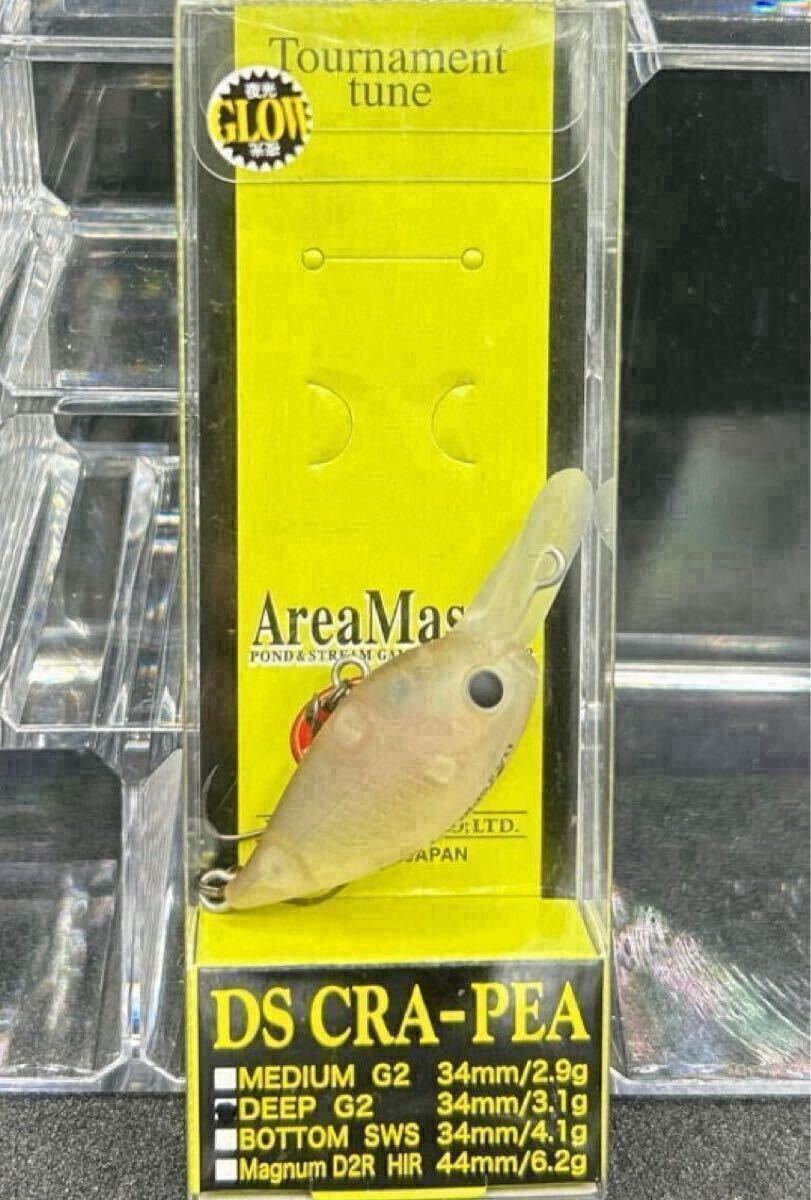 Tournament
tune
夜光
GLOW
AreaMas
POND & STREAM GA
LTD.
JAPAN
DS CRA-PEA
MEDIUM G2 34mm/2.9g
DEEP G2 34mm/3.1g
BOTTOM SWS 34mm/4.1g
Magnum D2R HIR 44mm/6.2g